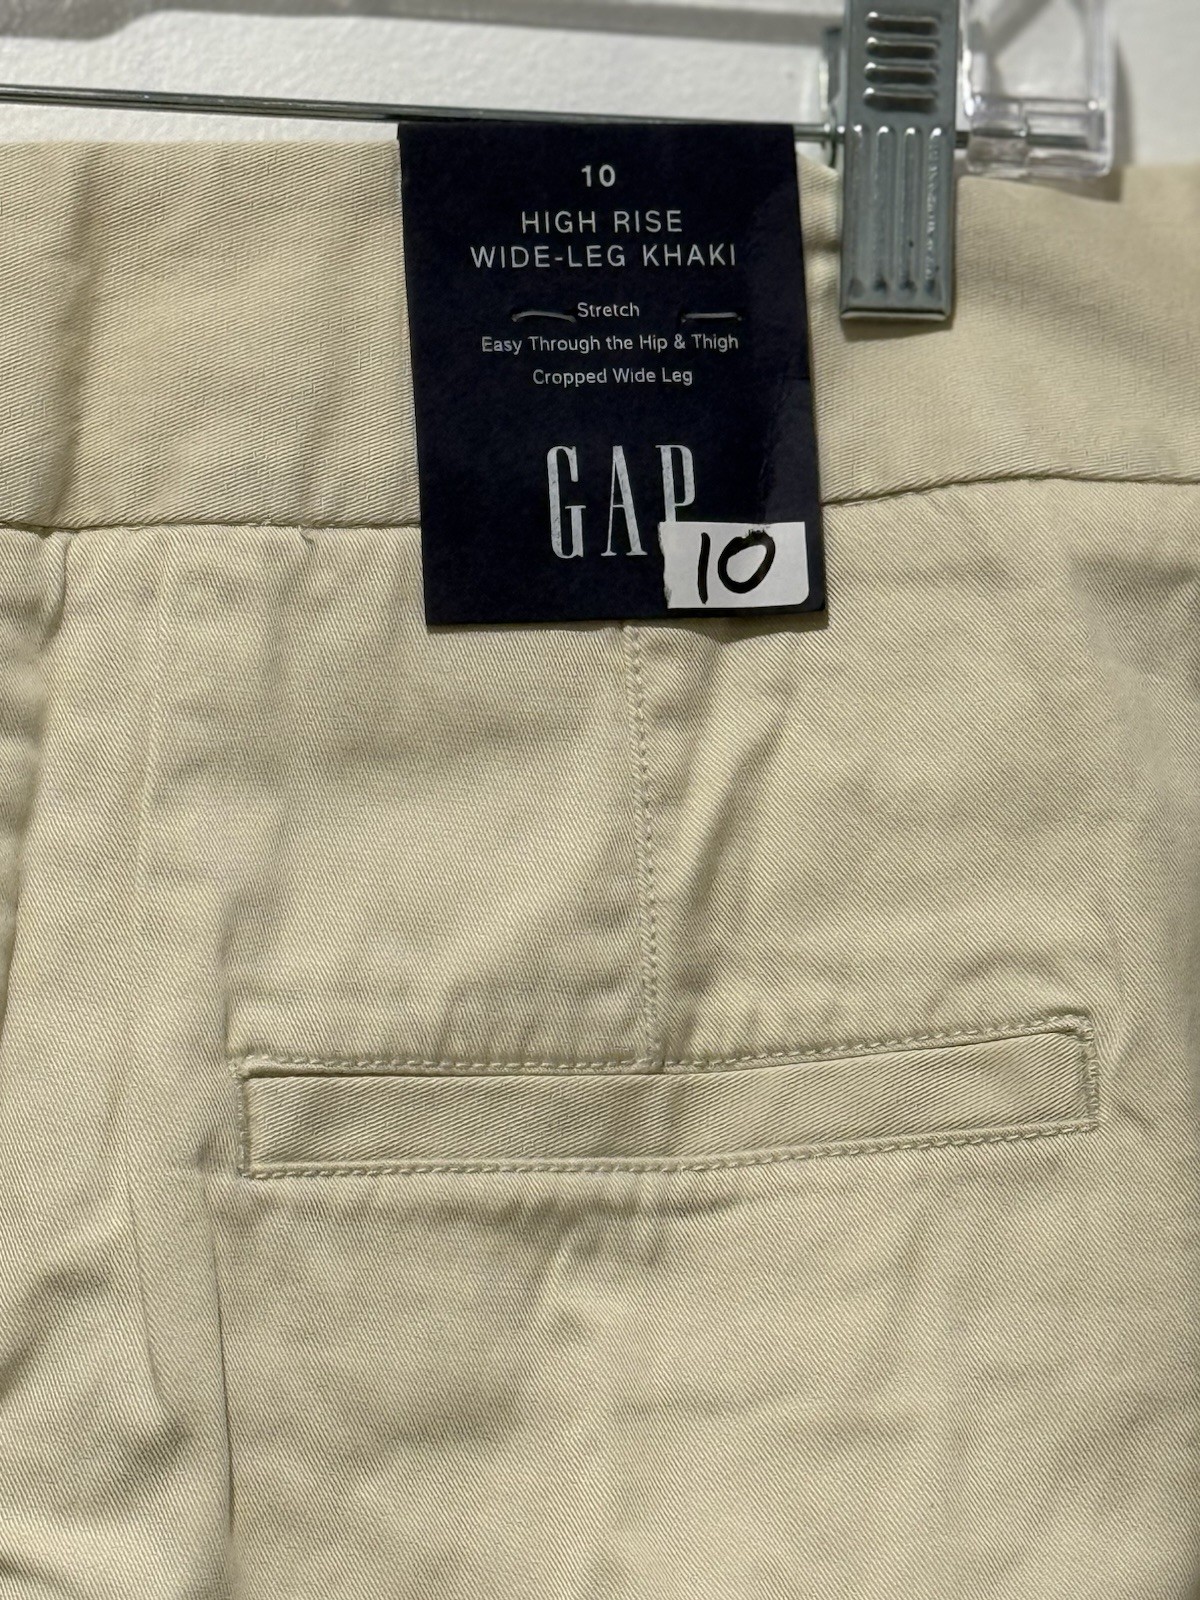 10
HIGH RISE
WIDE-LEG KHAKI
Stretch
Easy Through the Hip & Thigh
Cropped Wide Leg
GAP
10